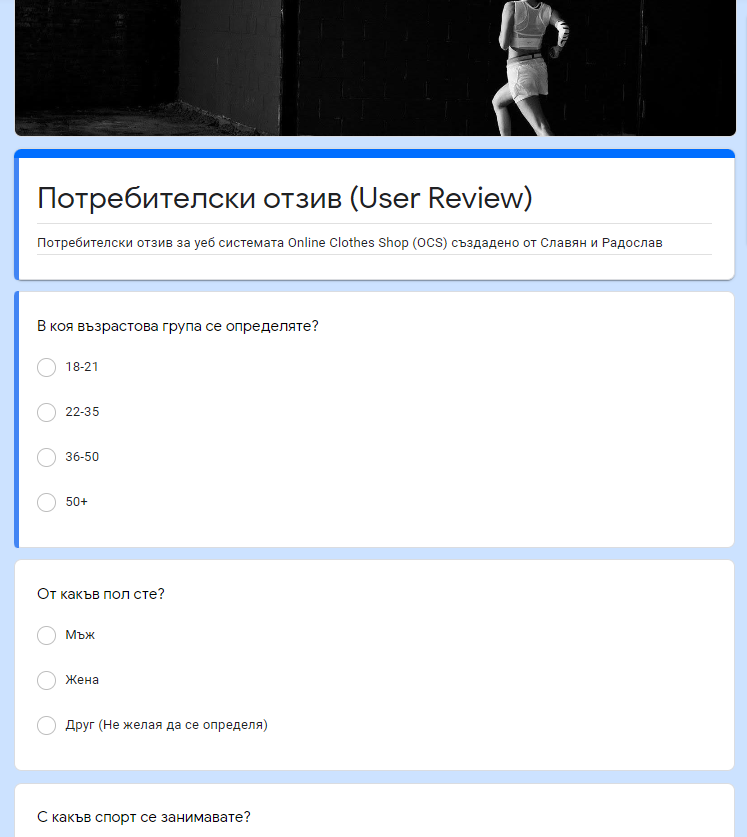 Потребителски отзив (User Review)
Потребителски отзив за уеб системата Online Clothes Shop (OCS) създадено от Славян и Радослав
В коя възрастова група се определяте?
18-21
22-35
36-50
50+
От какъв пол сте?
Мъж
Жена
Друг (Не желая да се определя)
С какъв спорт се занимавате?